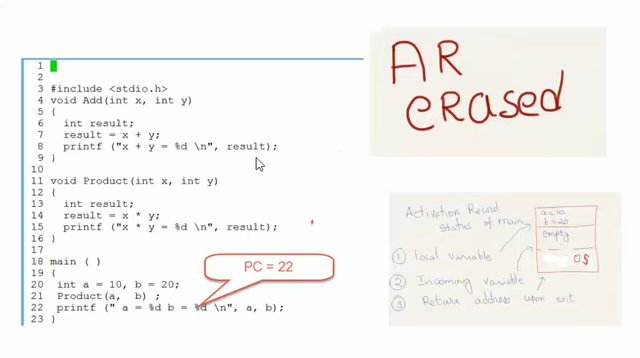 1
2
3 #include <stdio.h>
4 void Add(int x, int y)
5 {
6 int result;
7 result = x + y;
8 printf ("x + y = %d \n", result);
9 }
10
11 void Product(int x, int y)
12 {
13 int result;
14 result = x * y;
15 printf ("x * y = %d \n", result);
16 }
17
18 main ( )
19 {
20 int a = 10, b = 20;
21 Product(a, b) ;
22 printf (" a = %d b = %d \n", a, b);
23 }
PC = 22
AR
erased
Activation Record
status of main
① local variable
② Incoming variable
③ Return address upon exit
a = 10
b = 20
empty
OS